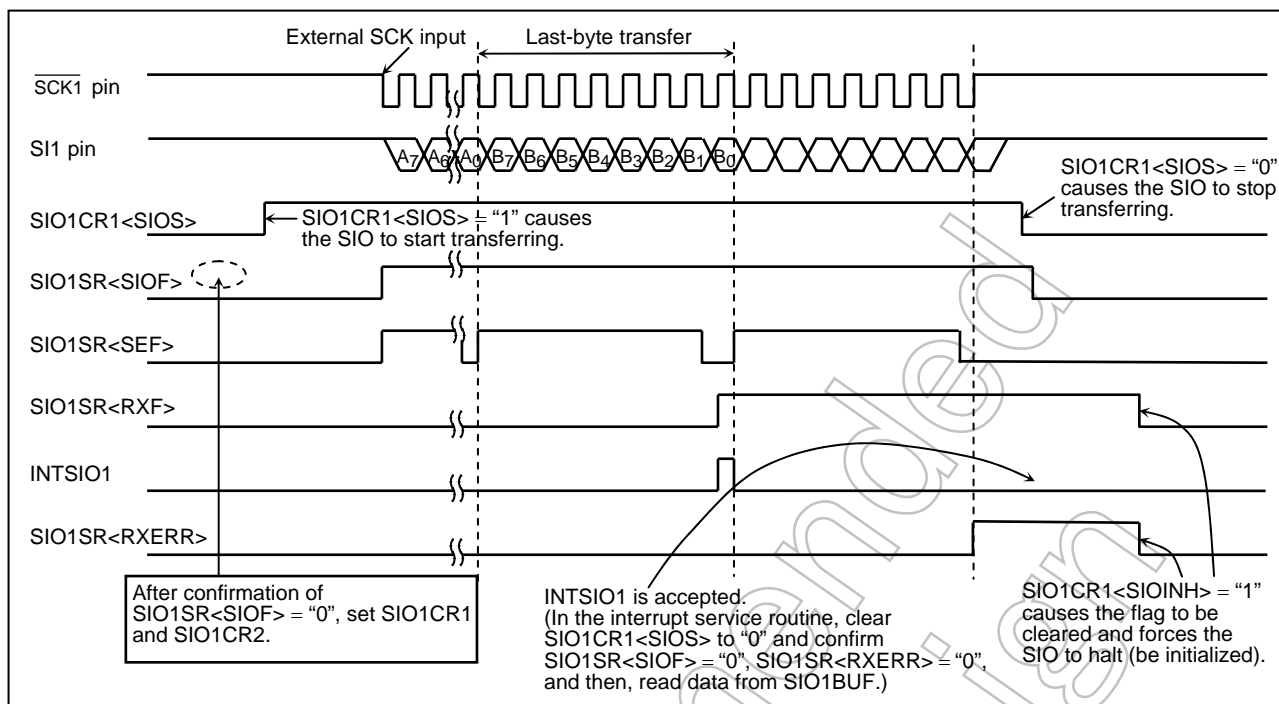 External SCK input
Last-byte transfer
SCK1 pin
SI1 pin
A7 A6 A0 B7 B6 B5 B4 B3 B2 B1 B0
SIO1CR1<SIOS> = “0”
causes the SIO to stop
transferring.
SIO1CR1<SIOS>
SIO1CR1<SIOS> = “1” causes
the SIO to start transferring.
SIO1SR<SIOF>
SIO1SR<SEF>
SIO1SR<RXF>
INTSIO1
SIO1SR<RXERR>
After confirmation of
SIO1SR<SIOF> = “0”, set SIO1CR1
and SIO1CR2.
INTSIO1 is accepted.
(In the interrupt service routine, clear
SIO1CR1<SIOS> to “0” and confirm
SIO1SR<SIOF> = “0”, SIO1SR<RXERR> = “0”,
and then, read data from SIO1BUF.)
SIO1CR1<SIOINH> = “1”
causes the flag to be
cleared and forces the
SIO to halt (be initialized).
ended
ign